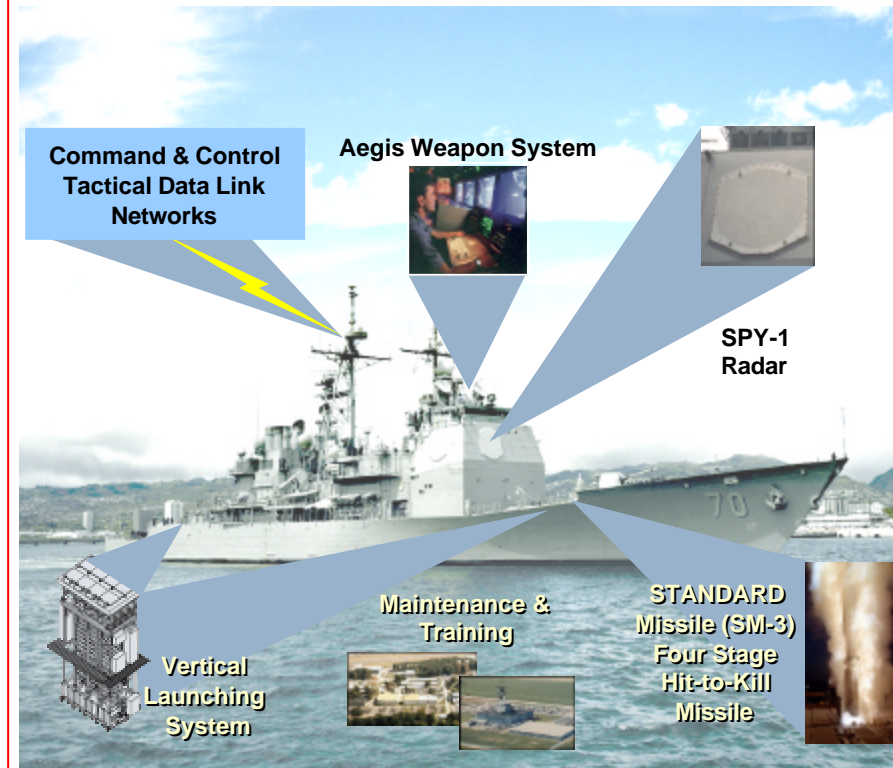 Command & Control
Tactical Data Link
Networks
Aegis Weapon System
SPY-1
Radar
70
Maintenance &
Training
STANDARD
Missile (SM-3)
Four Stage
Hit-to-Kill
Missile
Vertical
Launching
System